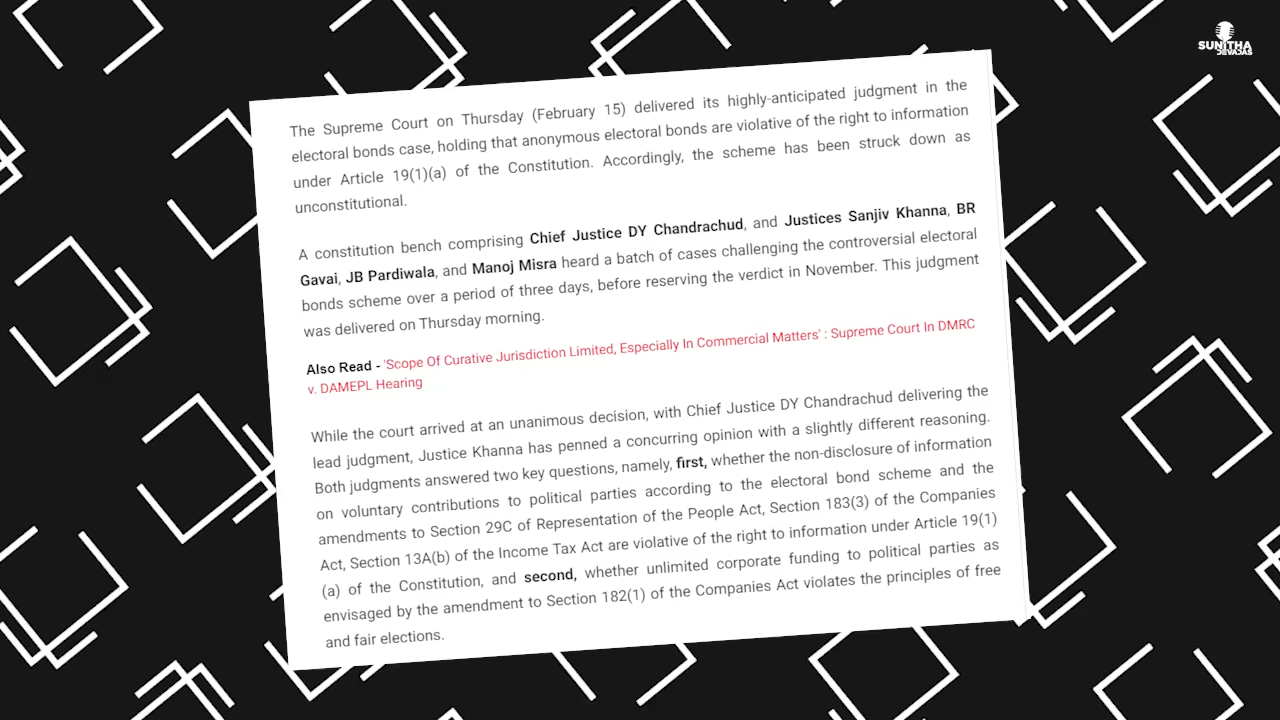 SUNITHA
DEVADAS
The Supreme Court on Thursday (February 15) delivered its highly-anticipated judgment in the
electoral bonds case, holding that anonymous electoral bonds are violative of the right to information
under Article 19(1)(a) of the Constitution. Accordingly, the scheme has been struck down as
unconstitutional.
A constitution bench comprising Chief Justice DY Chandrachud, and Justices Sanjiv Khanna, BR
Gavai, JB Pardiwala, and Manoj Misra heard a batch of cases challenging the controversial electoral
bonds scheme over a period of three days, before reserving the verdict in November. This judgment
was delivered on Thursday morning.
Also Read - 'Scope Of Curative Jurisdiction Limited, Especially In Commercial Matters' : Supreme Court In DMRC
v. DAMEPL Hearing
While the court arrived at an unanimous decision, with Chief Justice DY Chandrachud delivering the
lead judgment, Justice Khanna has penned a concurring opinion with a slightly different reasoning.
Both judgments answered two key questions, namely, first, whether the non-disclosure of information
on voluntary contributions to political parties according to the electoral bond scheme and the
amendments to Section 29C of Representation of the People Act, Section 183(3) of the Companies
Act, Section 13A(b) of the Income Tax Act are violative of the right to information under Article 19(1)
(a) of the Constitution, and second, whether unlimited corporate funding to political parties as
envisaged by the amendment to Section 182(1) of the Companies Act violates the principles of free
and fair elections.